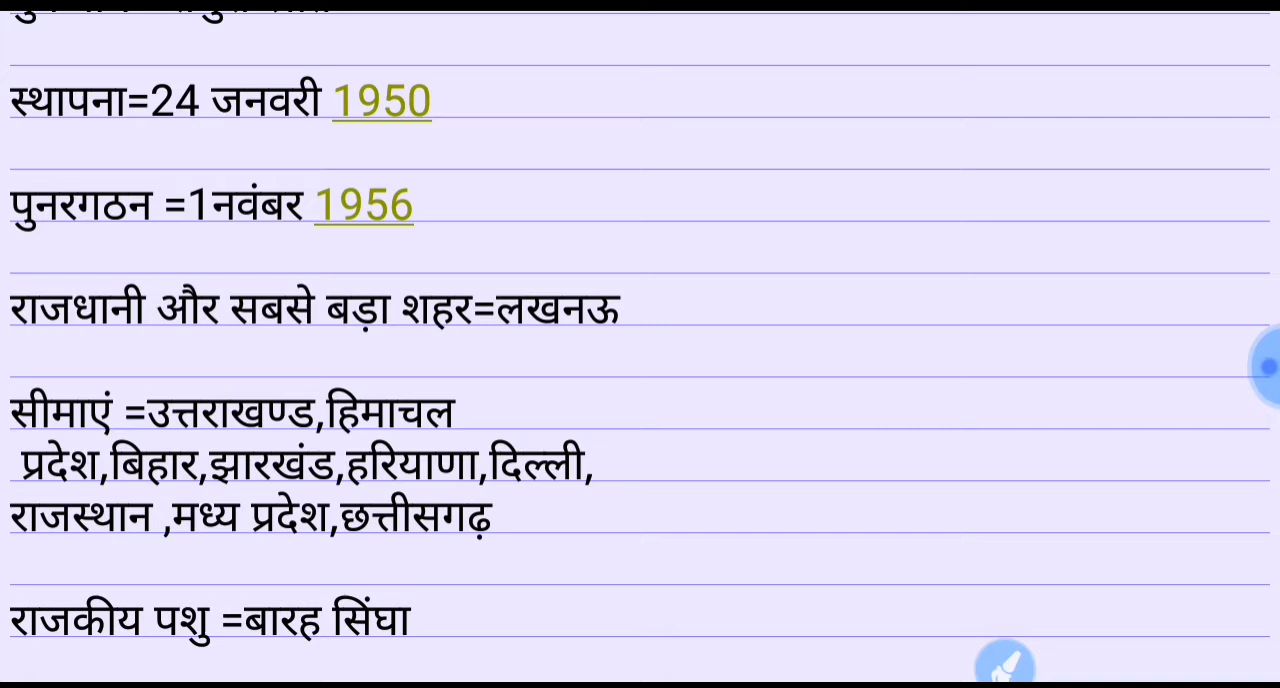 स्थापना=24 जनवरी 1950
पुनरगठन =1नवंबर 1956
राजधानी और सबसे बड़ा शहर=लखनऊ
सीमाएं =उत्तराखण्ड,हिमाचल
प्रदेश,बिहार,झारखंड,हरियाणा,दिल्ली,
राजस्थान ,मध्य प्रदेश,छत्तीसगढ़
राजकीय पशु =बारह सिंघा